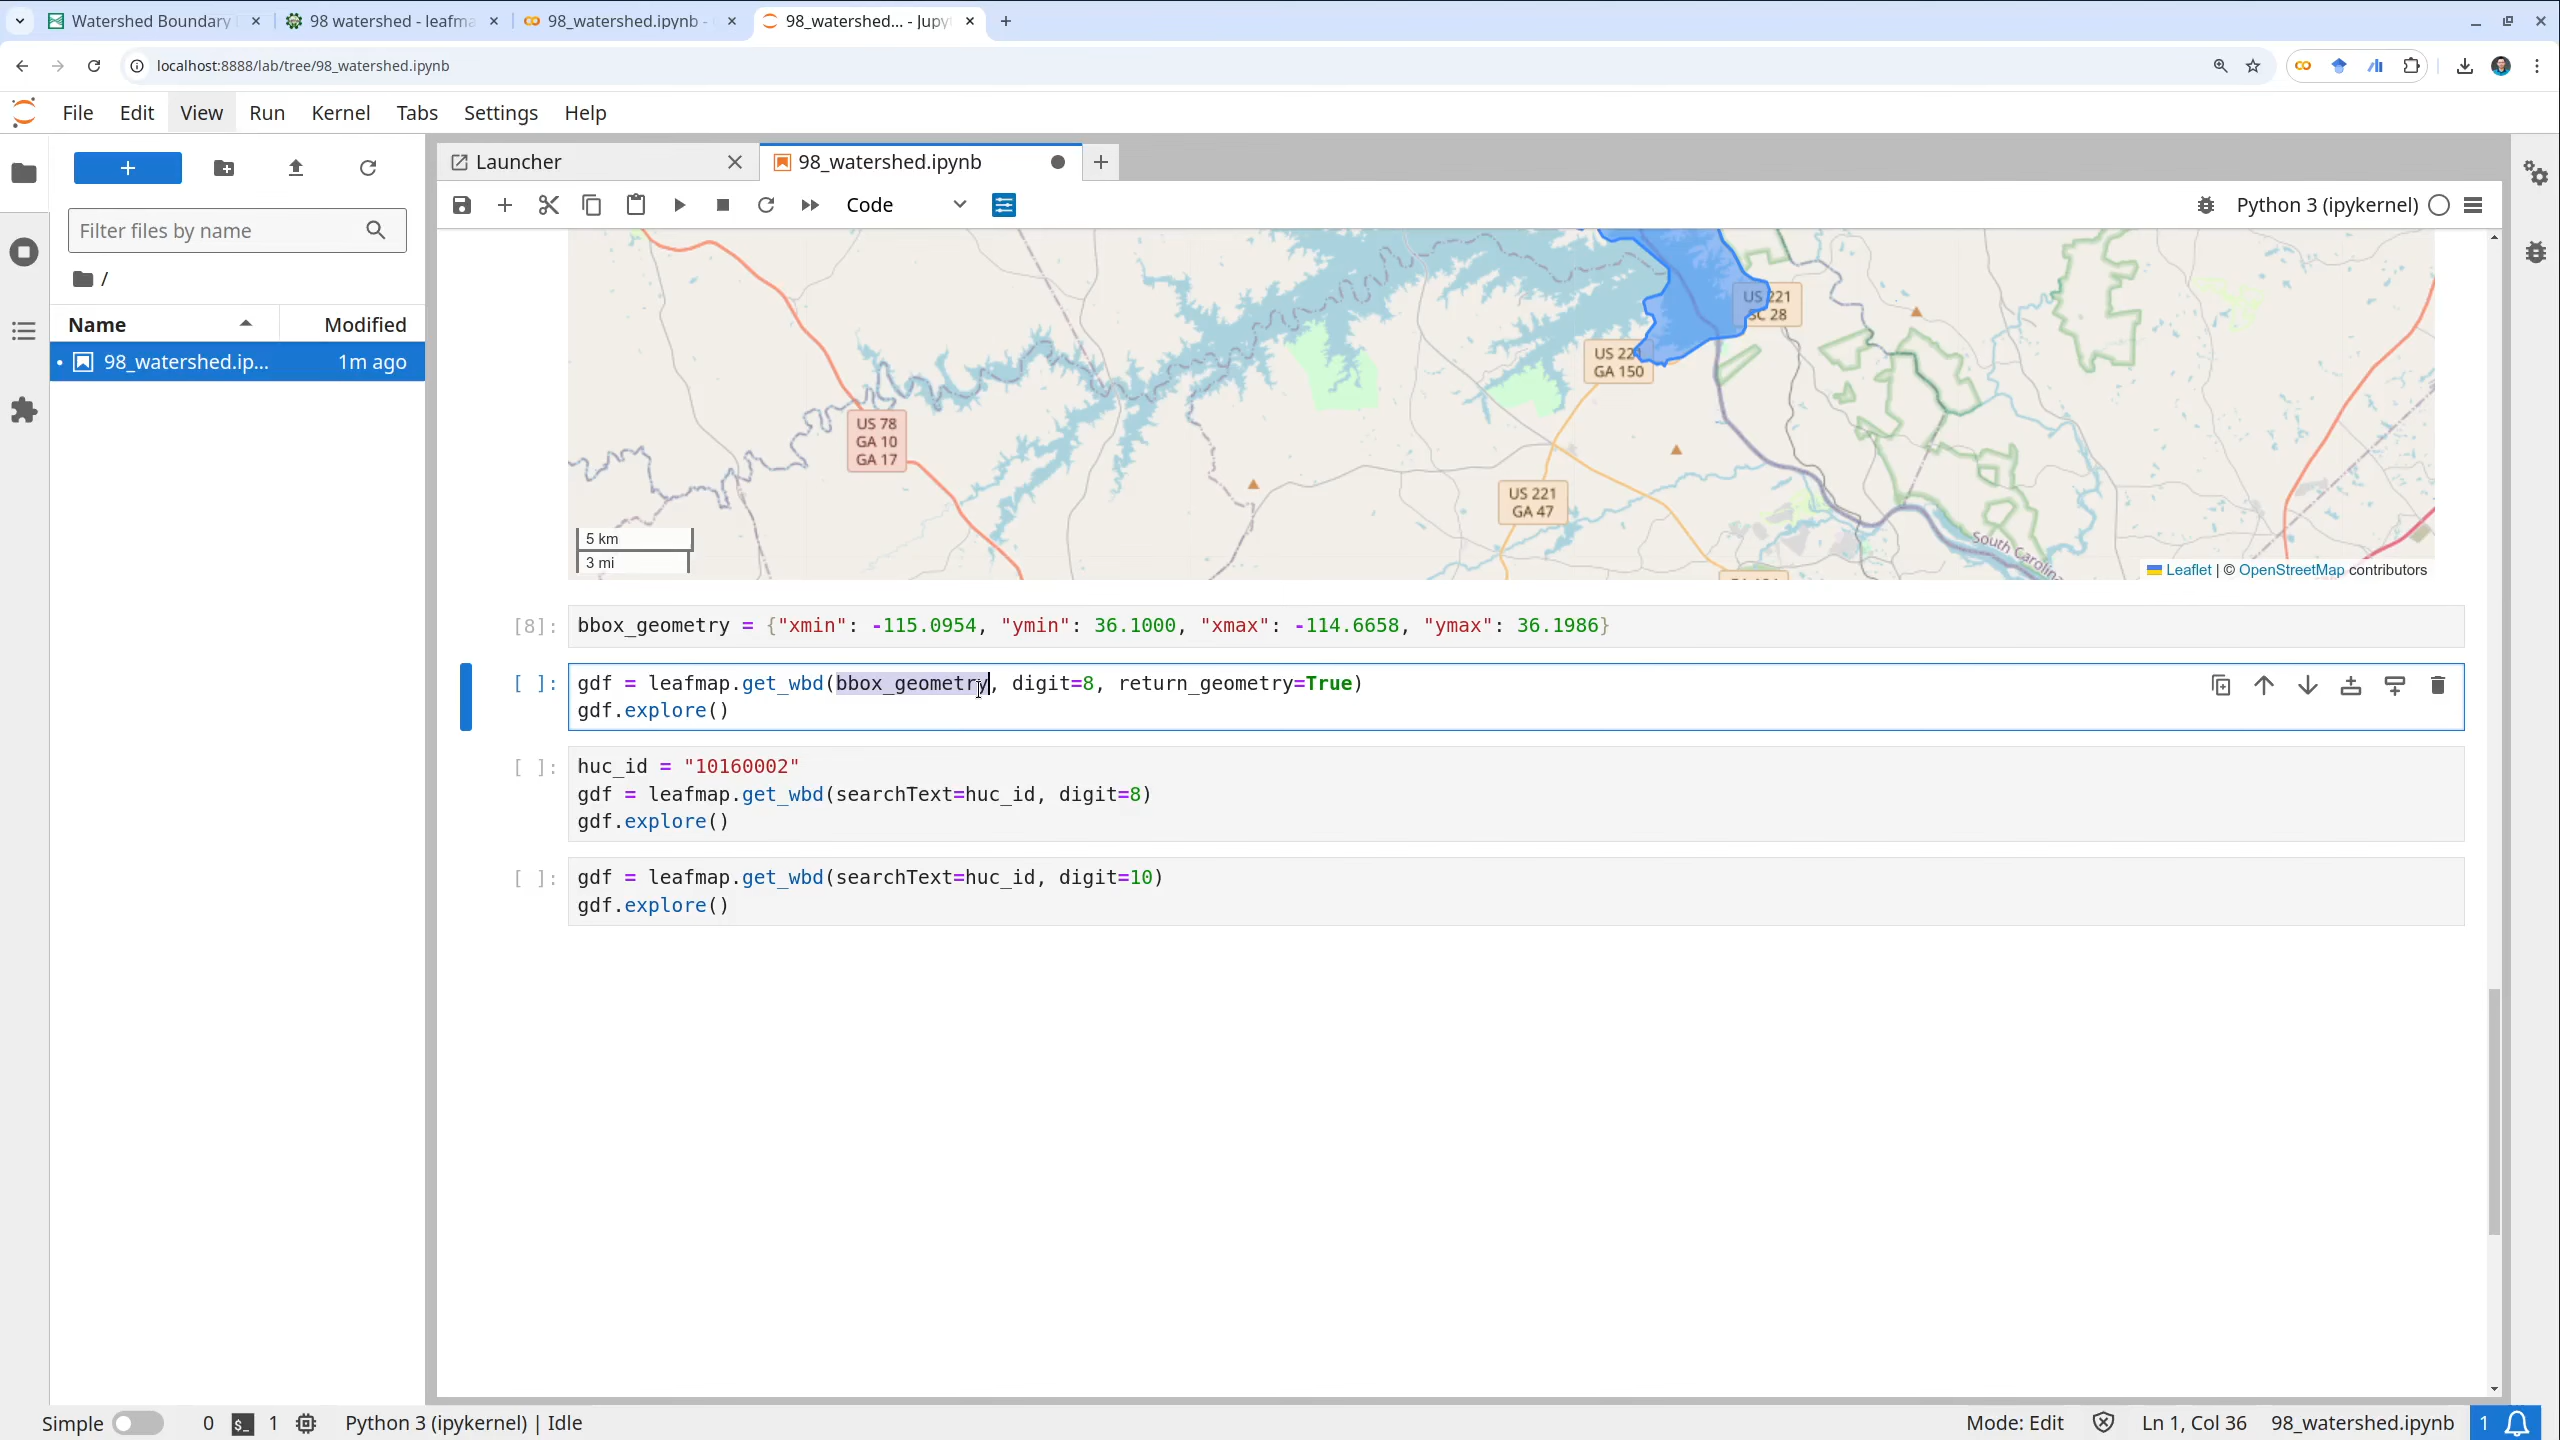 Watershed Boundary
98 watershed - leafma
98_watershed.ipynb -
98_watershed... - Jupy
localhost:8888/lab/tree/98_watershed.ipynb
File Edit View Run Kernel Tabs Settings Help
Launcher
98_watershed.ipynb
Code
Python 3 (ipykernel)
Filter files by name
/
Name Modified
98_watershed.ip... 1m ago
US 221
SC 28
US 221
GA 150
US 78
GA 10
GA 17
US 221
GA 47
South Carolina
5 km
3 mi
Leaflet | © OpenStreetMap contributors
[8]: bbox_geometry = {"xmin": -115.0954, "ymin": 36.1000, "xmax": -114.6658, "ymax": 36.1986}
[ ]: gdf = leafmap.get_wbd(bbox_geometry, digit=8, return_geometry=True)
gdf.explore()
[ ]: huc_id = "10160002"
gdf = leafmap.get_wbd(searchText=huc_id, digit=8)
gdf.explore()
[ ]: gdf = leafmap.get_wbd(searchText=huc_id, digit=10)
gdf.explore()
Simple 0 $_ 1 Python 3 (ipykernel) | Idle
Mode: Edit Ln 1, Col 36 98_watershed.ipynb 1